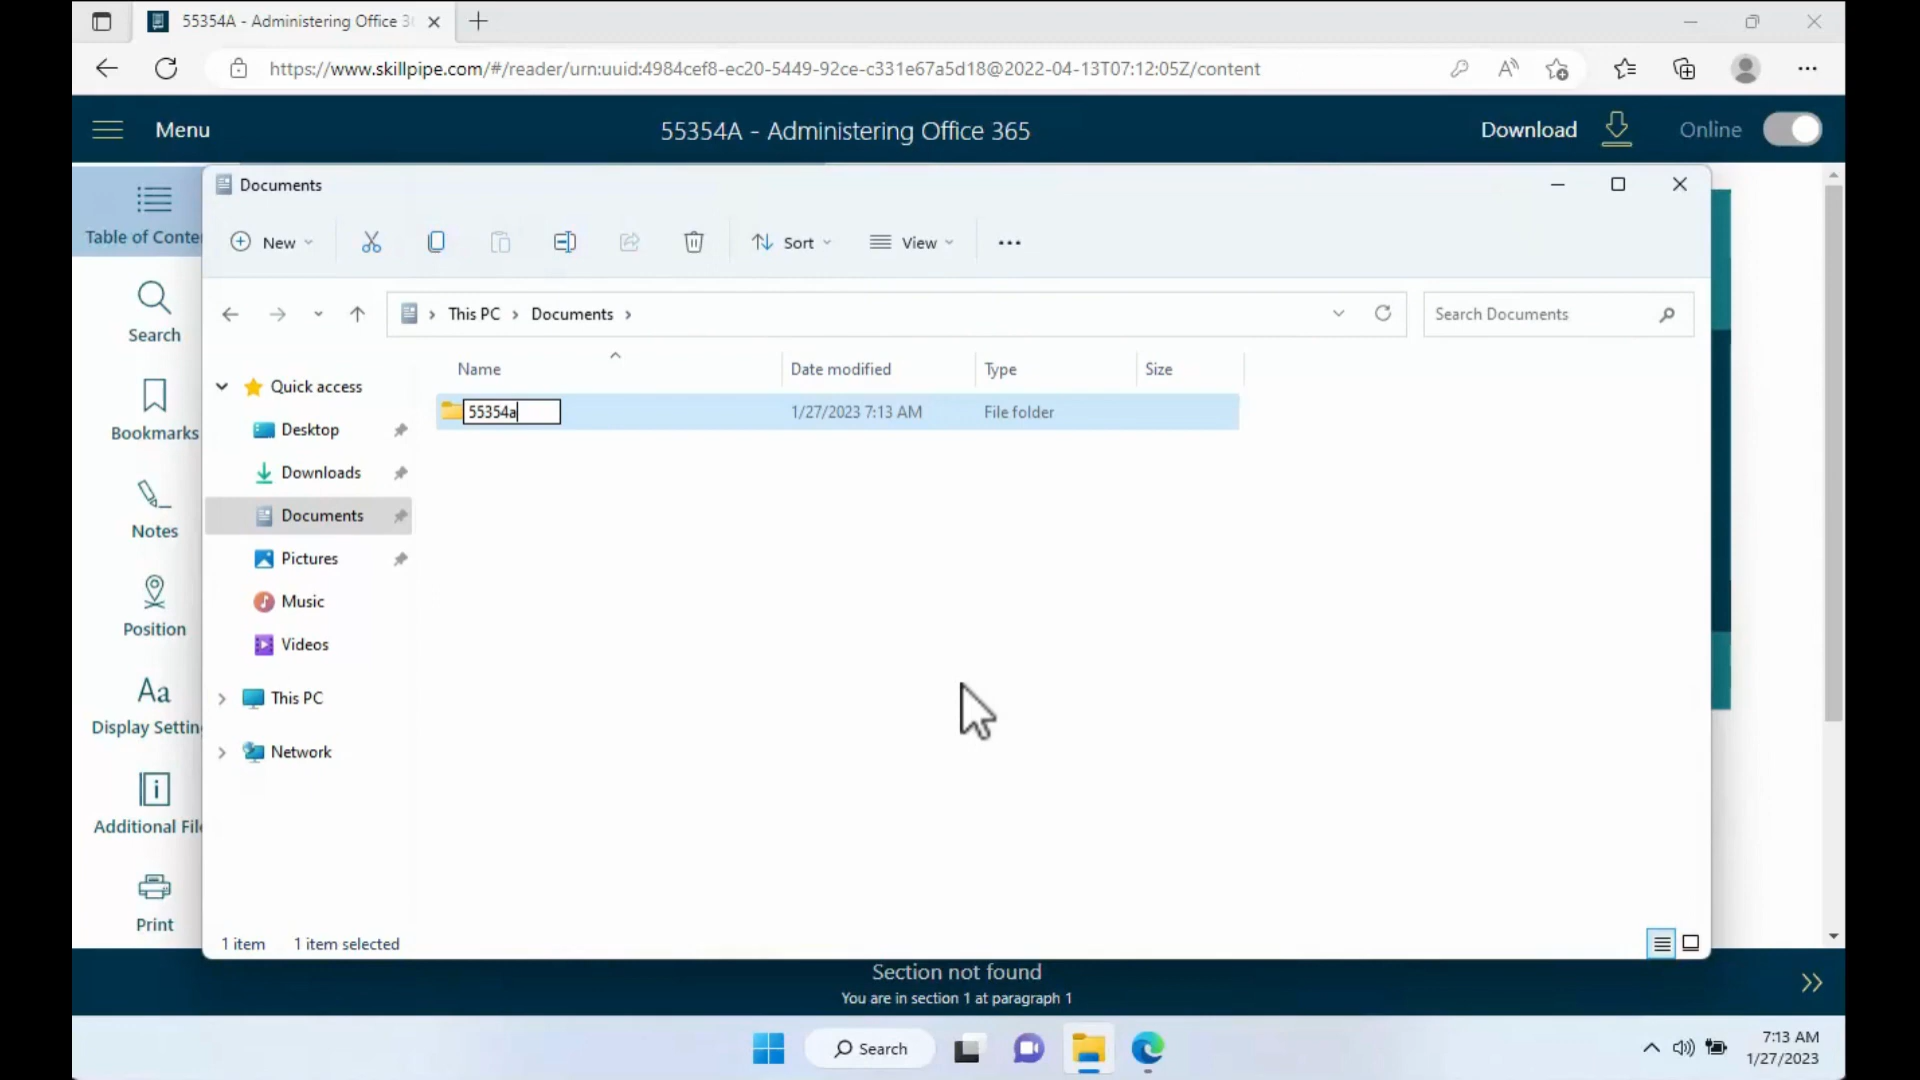 55354A - Administering Office 3
https://www.skillpipe.com/#/reader/urn:uuid:4984cef8-ec20-5449-92ce-c331e67a5d18@2022-04-13T07:12:05Z/content
Menu
55354A - Administering Office 365
Download
Online
Table of Conte
Search
Bookmarks
Notes
Position
Aa
Display Settin
Additional Fil
Print
Documents
New
Sort
View
This PC > Documents >
Search Documents
Name
Date modified
Type
Size
55354a
1/27/2023 7:13 AM
File folder
Quick access
Desktop
Downloads
Documents
Pictures
Music
Videos
This PC
Network
1 item
1 item selected
Section not found
You are in section 1 at paragraph 1
Search
7:13 AM
1/27/2023